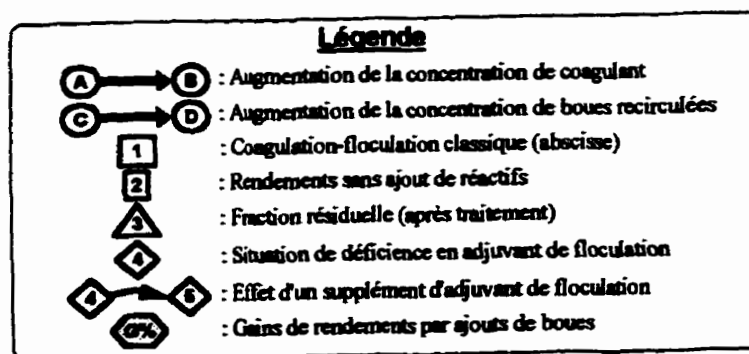 Légende
A B : Augmentation de la concentration de coagulant
C D : Augmentation de la concentration de boues recirculées
1 : Coagulation-floculation classique (abscisse)
2 : Rendements sans ajout de réactifs
3 : Fraction résiduelle (après traitement)
4 : Situation de déficience en adjuvant de floculation
4 5 : Effet d'un supplément d'adjuvant de floculation
: Gains de rendements par ajouts de boues